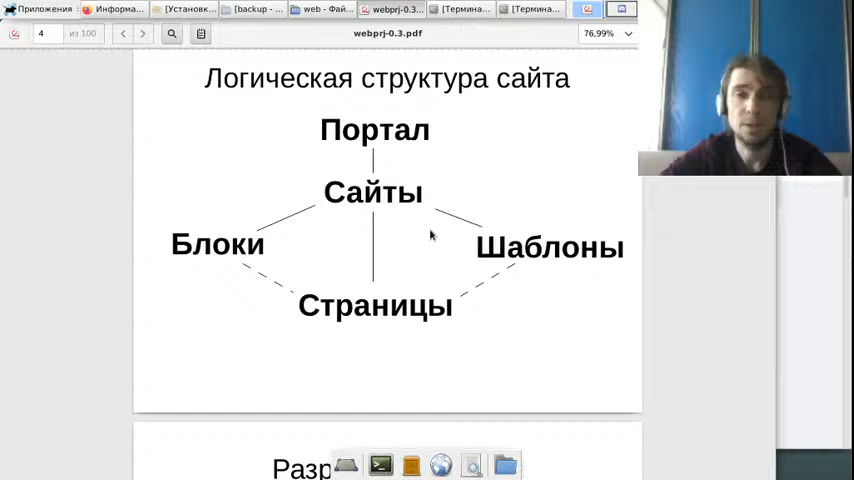 Приложения
Информа...
[Установк...
[backup - ...
web - Фай...
webprj-0.3...
[Термина...
[Термина...
4
из 100
webprj-0.3.pdf
76,99%
Логическая структура сайта
Портал
Сайты
Блоки
Шаблоны
Страницы
Разр